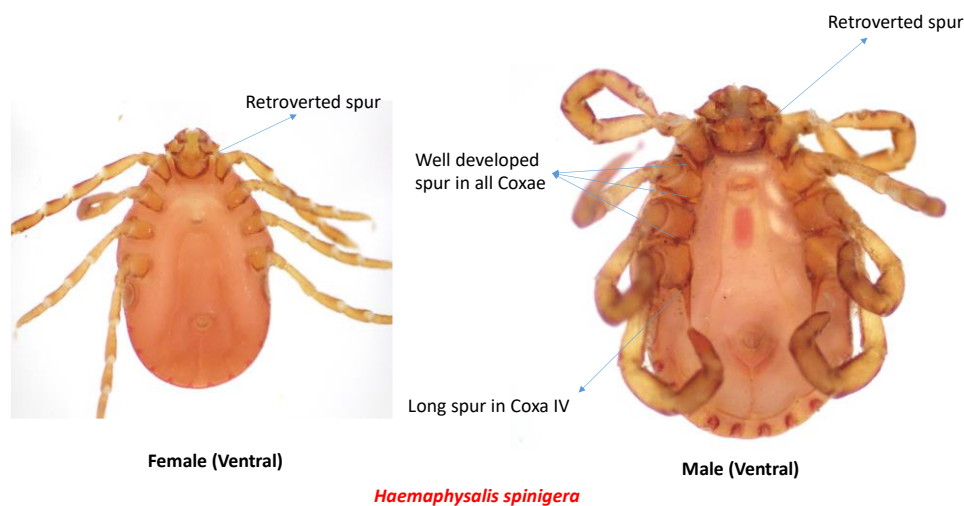 Retroverted spur
Retroverted spur
Well developed
spur in all Coxae
Long spur in Coxa IV
Female (Ventral)
Male (Ventral)
Haemaphysalis spinigera